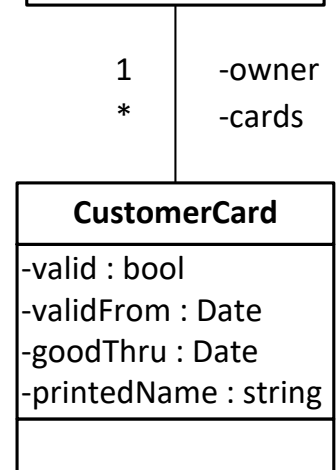 1 -owner
* -cards
CustomerCard
-valid : bool
-validFrom : Date
-goodThru : Date
-printedName : string